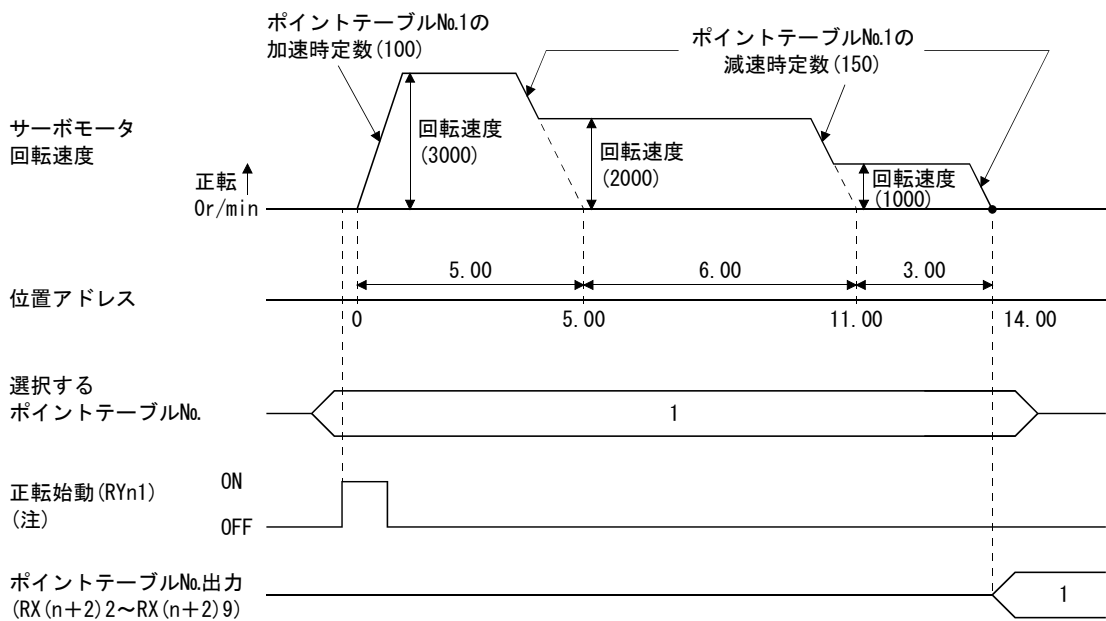 ポイントテーブル№1の
加速時定数(100)
ポイントテーブル№1の
減速時定数(150)
サーボモータ
回転速度
正転
0r/min
回転速度
(3000)
回転速度
(2000)
回転速度
(1000)
5.00
6.00
3.00
位置アドレス
0
5.00
11.00
14.00
選択する
ポイントテーブル№
1
正転始動(RYn1)
(注)
ON
OFF
ポイントテーブル№出力
(RX(n+2)2～RX(n+2)9)
1